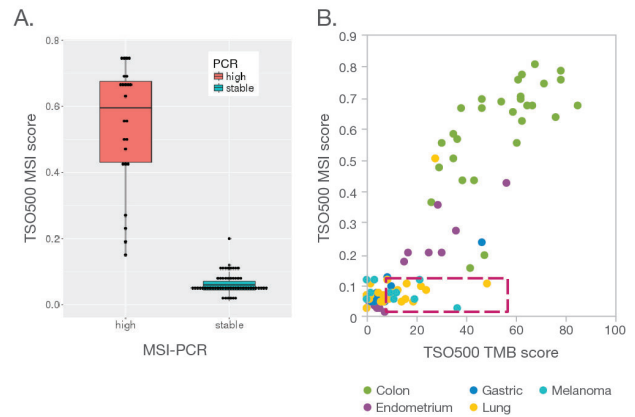 A.
TSO500 MSI score
0.8
0.6
0.4
0.2
0.0
PCR
high
stable
high
stable
MSI-PCR
B.
TSO500 MSI score
0.9
0.8
0.7
0.6
0.5
0.4
0.3
0.2
0.1
0
0
20
40
60
80
100
TSO500 TMB score
Colon
Gastric
Melanoma
Endometrium
Lung